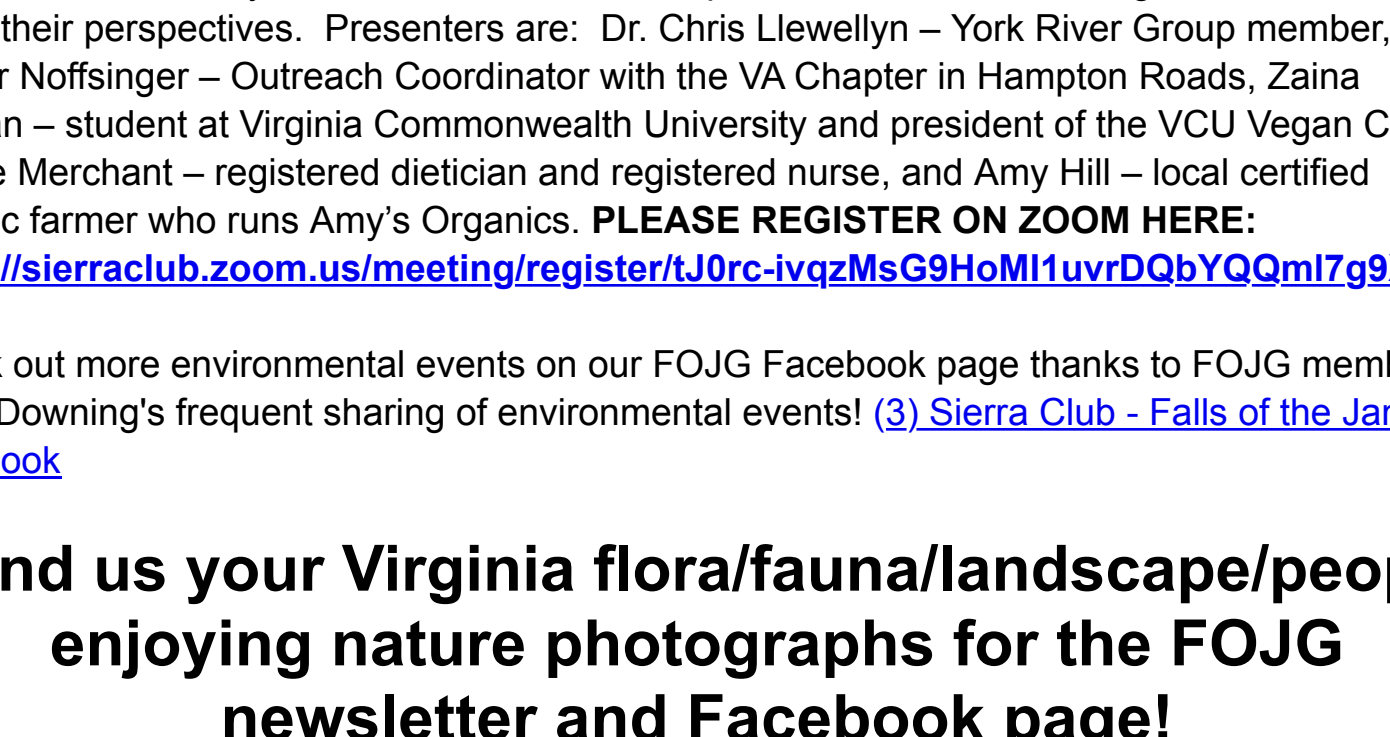 their perspectives.  Presenters are:  Dr. Chris Llewellyn – York River Group member,
r Noffsinger – Outreach Coordinator with the VA Chapter in Hampton Roads, Zaina
n – student at Virginia Commonwealth University and president of the VCU Vegan C
e Merchant – registered dietician and registered nurse, and Amy Hill – local certified
c farmer who runs Amy’s Organics. PLEASE REGISTER ON ZOOM HERE:
//sierraclub.zoom.us/meeting/register/tJ0rc-ivqzMsG9HoMl1uvrDQbYQQml7g9
out more environmental events on our FOJG Facebook page thanks to FOJG mem
Downing's frequent sharing of environmental events! (3) Sierra Club - Falls of the Ja
ook
nd us your Virginia flora/fauna/landscape/peop
enjoying nature photographs for the FOJG
newsletter and Facebook page!